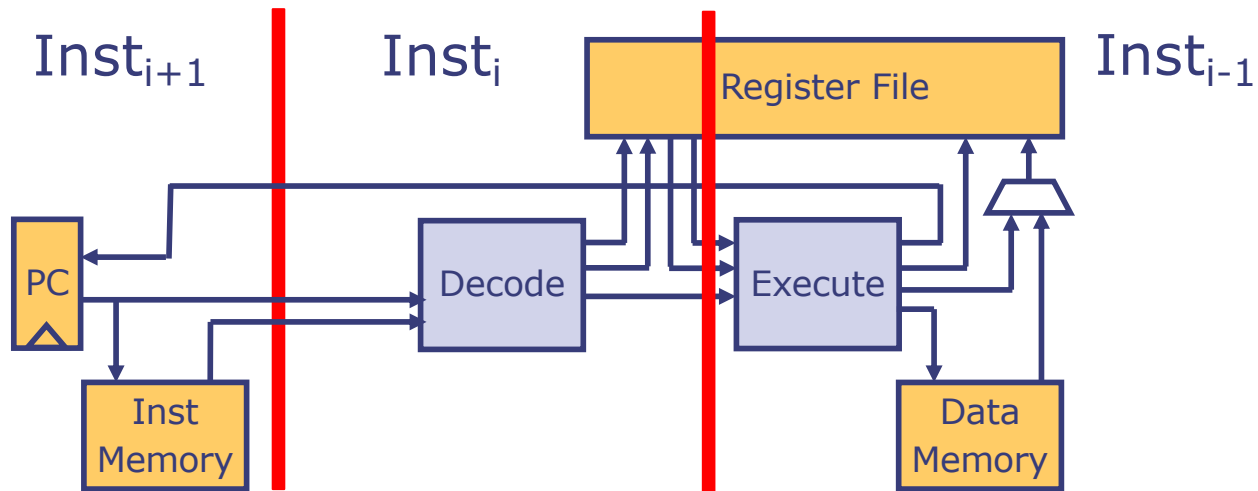 Inst_{i+1}
Inst_i
Inst_{i-1}
Register File
PC
Decode
Execute
Inst
Memory
Data
Memory